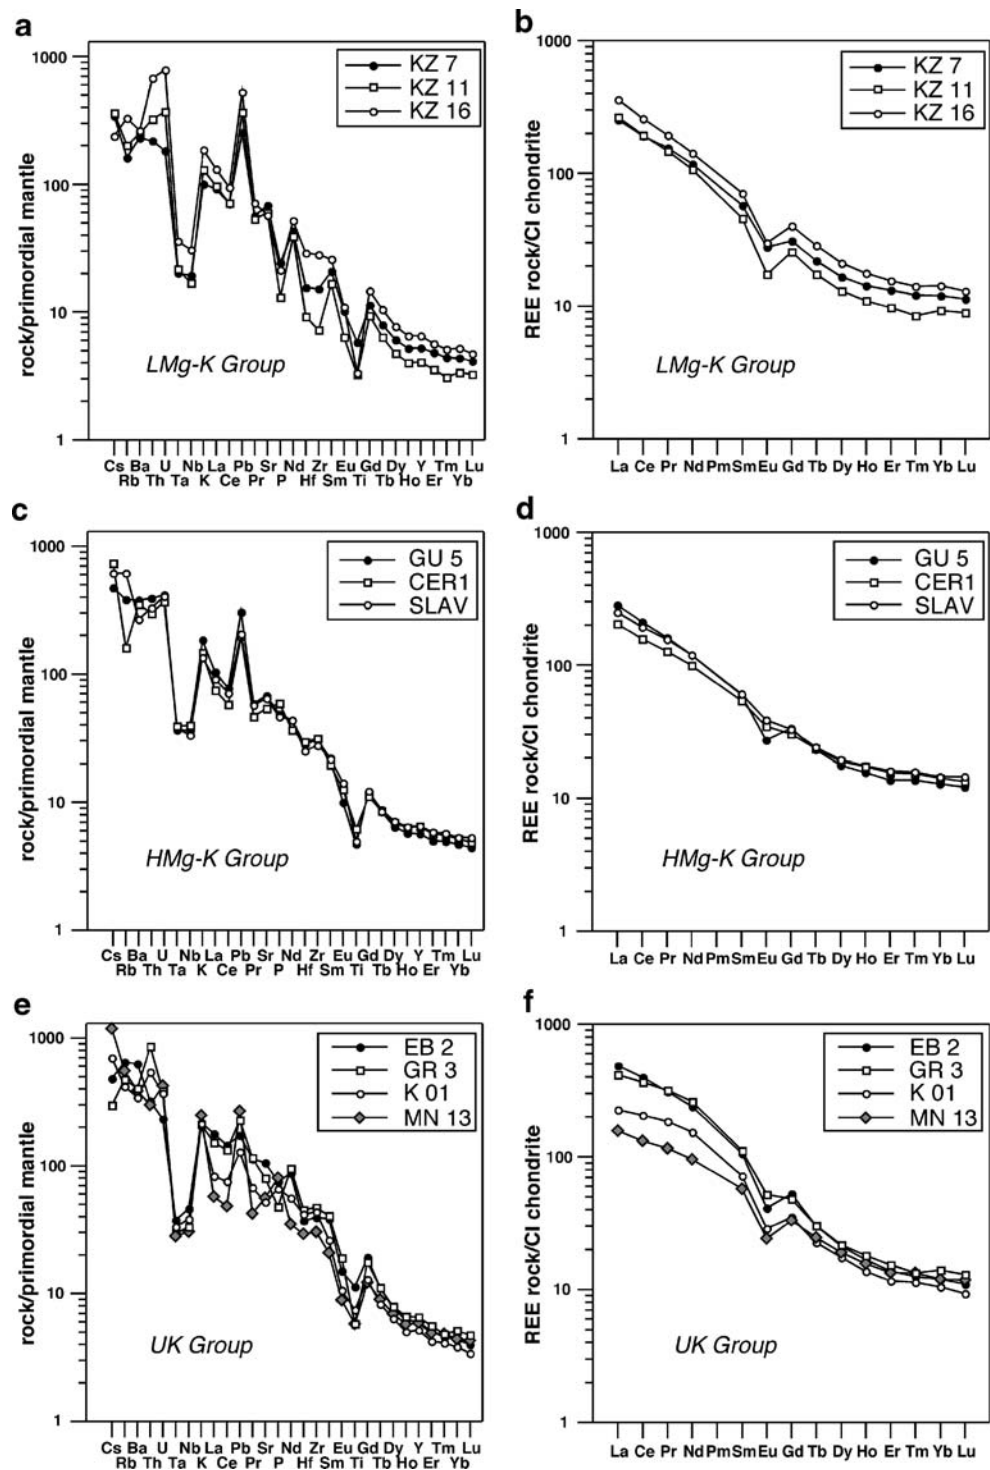 a
rock/primordial mantle
1000
100
10
1
KZ 7
KZ 11
KZ 16
LMg-K Group
Cs Ba U Nb La Pb Sr Nd Zr Eu Gd Dy Y Tm Lu
Rb Th Ta K Ce Pr P Hf Sm Ti Tb Ho Er Yb
b
REE rock/CI chondrite
1000
100
10
1
KZ 7
KZ 11
KZ 16
LMg-K Group
La Ce Pr Nd Pm Sm Eu Gd Tb Dy Ho Er Tm Yb Lu
c
rock/primordial mantle
1000
100
10
1
GU 5
CER1
SLAV
HMg-K Group
Cs Ba U Nb La Pb Sr Nd Zr Eu Gd Dy Y Tm Lu
Rb Th Ta K Ce Pr P Hf Sm Ti Tb Ho Er Yb
d
REE rock/CI chondrite
1000
100
10
1
GU 5
CER1
SLAV
HMg-K Group
La Ce Pr Nd Pm Sm Eu Gd Tb Dy Ho Er Tm Yb Lu
e
rock/primordial mantle
1000
100
10
1
EB 2
GR 3
K 01
MN 13
UK Group
Cs Ba U Nb La Pb Sr Nd Zr Eu Gd Dy Y Tm Lu
Rb Th Ta K Ce Pr P Hf Sm Ti Tb Ho Er Yb
f
REE rock/CI chondrite
1000
100
10
1
EB 2
GR 3
K 01
MN 13
UK Group
La Ce Pr Nd Pm Sm Eu Gd Tb Dy Ho Er Tm Yb Lu